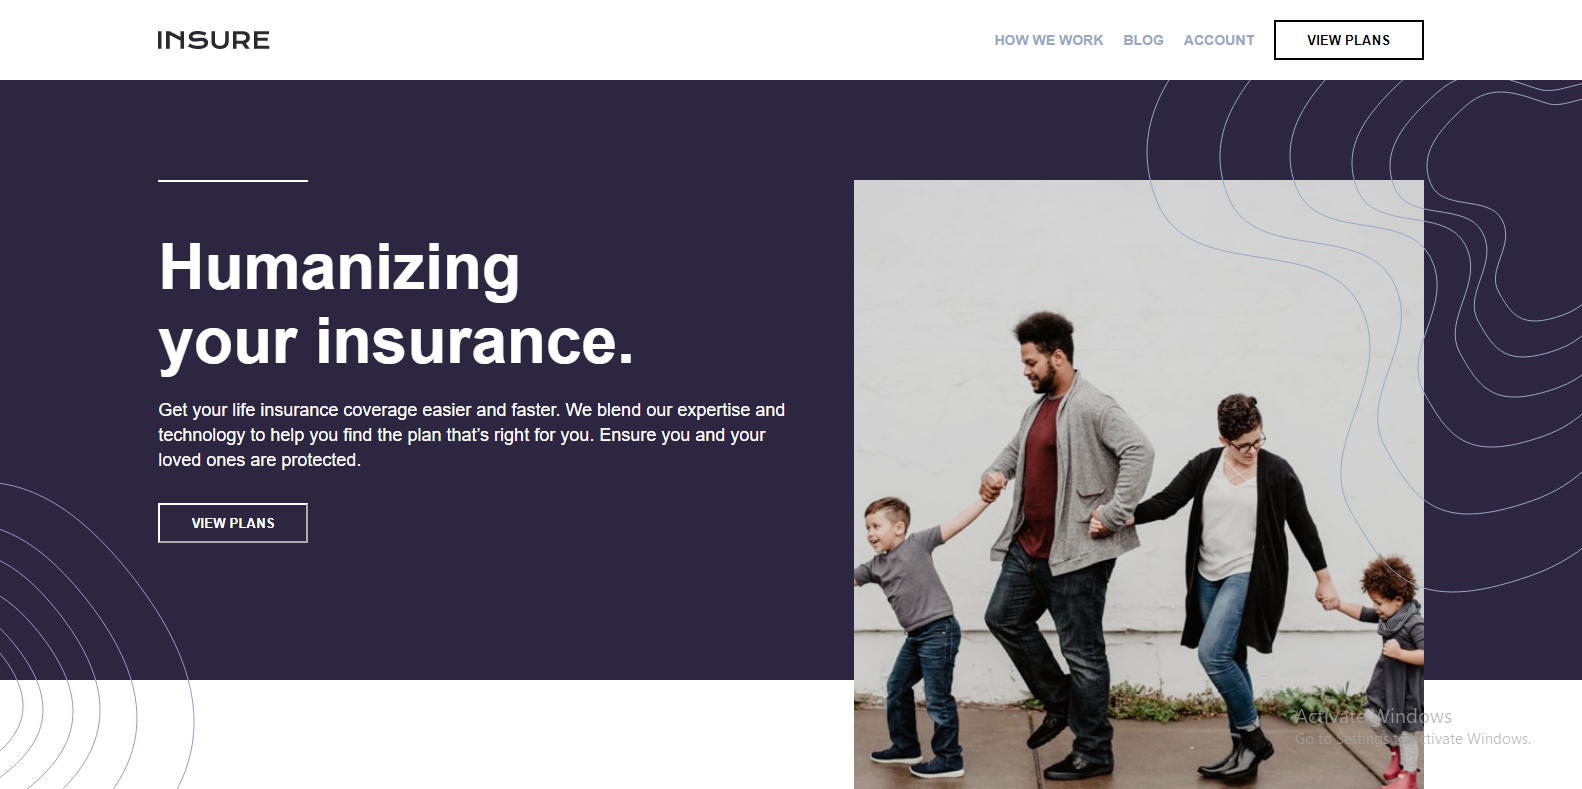 INSURE
HOW WE WORK BLOG ACCOUNT VIEW PLANS
Humanizing
your insurance.
Get your life insurance coverage easier and faster. We blend our expertise and
technology to help you find the plan that’s right for you. Ensure you and your
loved ones are protected.
VIEW PLANS
Activate Windows
Go to Settings to activate Windows.